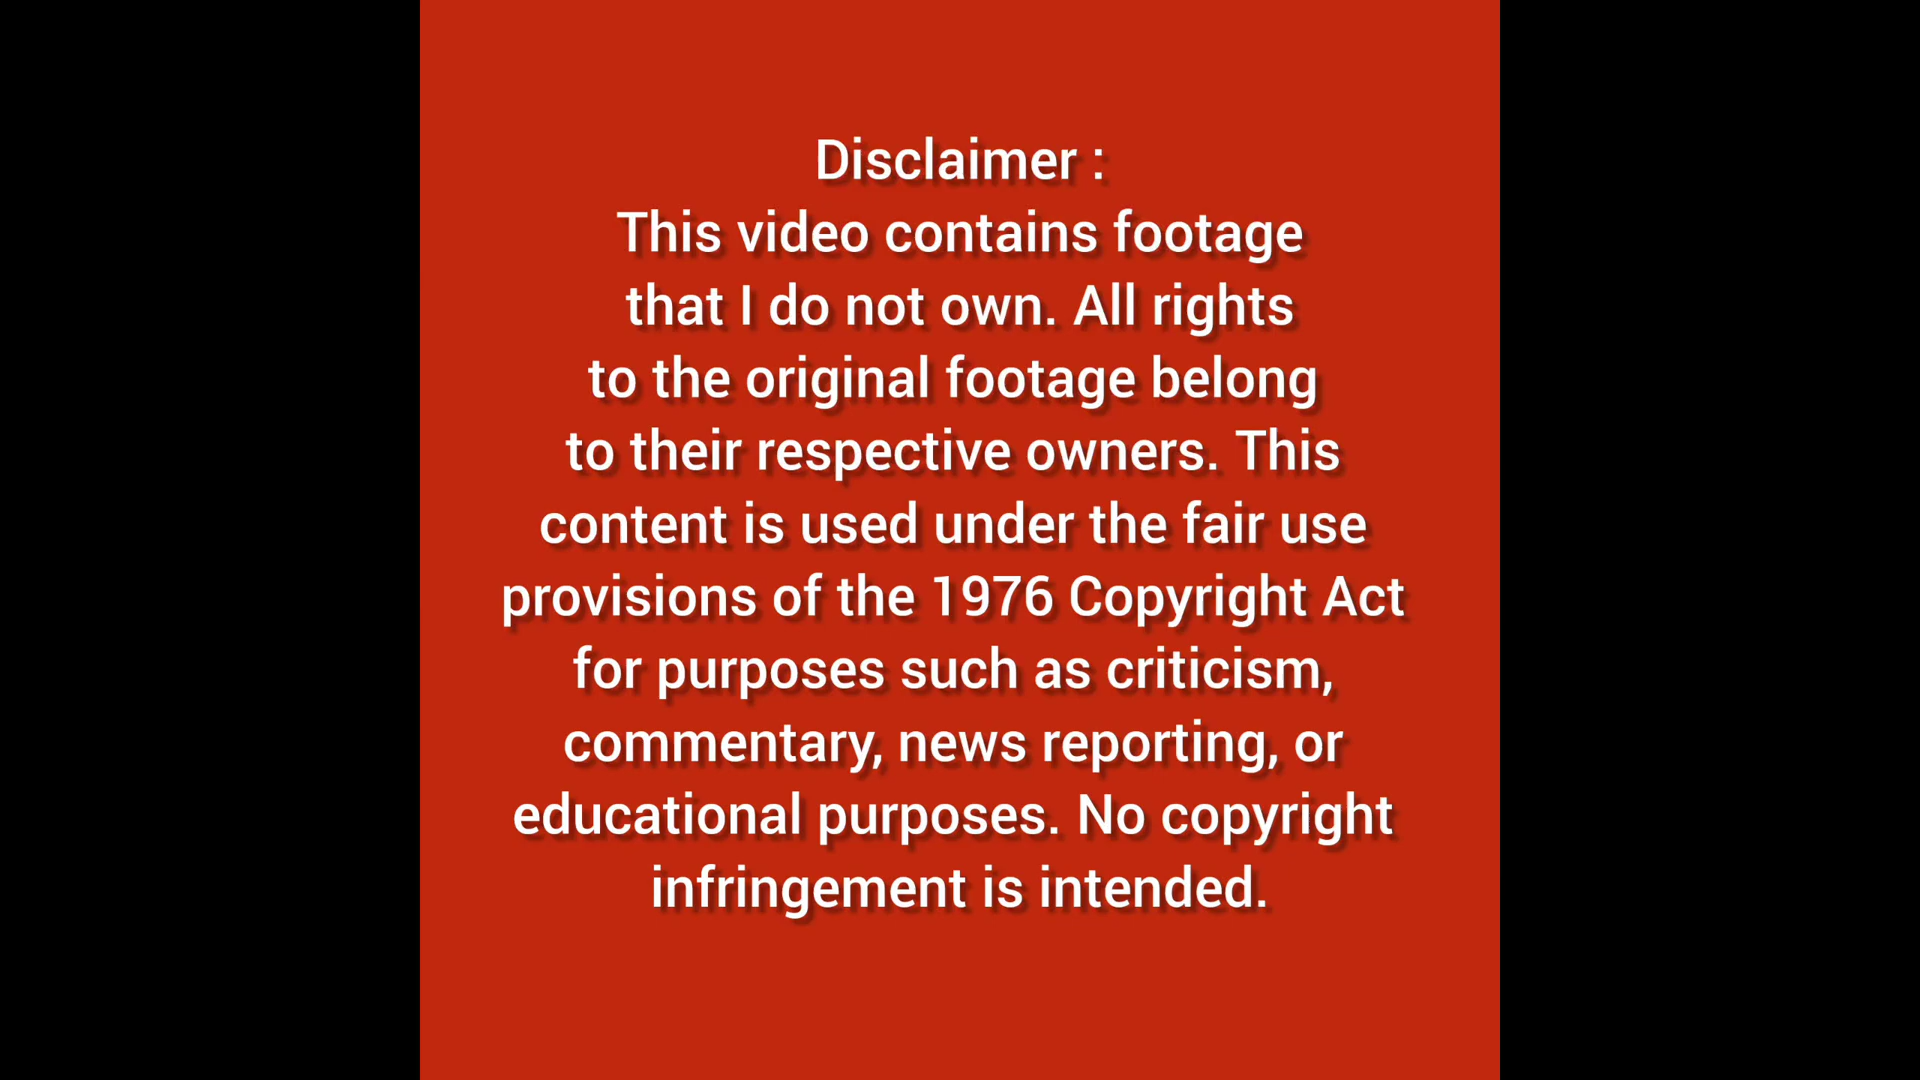 Disclaimer :
This video contains footage
that I do not own. All rights
to the original footage belong
to their respective owners. This
content is used under the fair use
provisions of the 1976 Copyright Act
for purposes such as criticism,
commentary, news reporting, or
educational purposes. No copyright
infringement is intended.